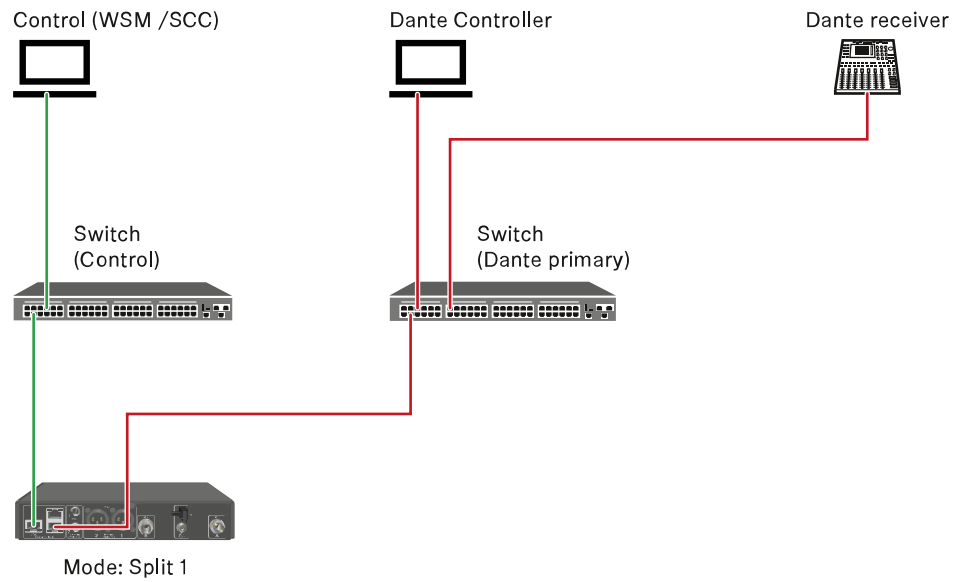 Control (WSM /SCC)
Dante Controller
Dante receiver
Switch
(Control)
Switch
(Dante primary)
Mode: Split 1